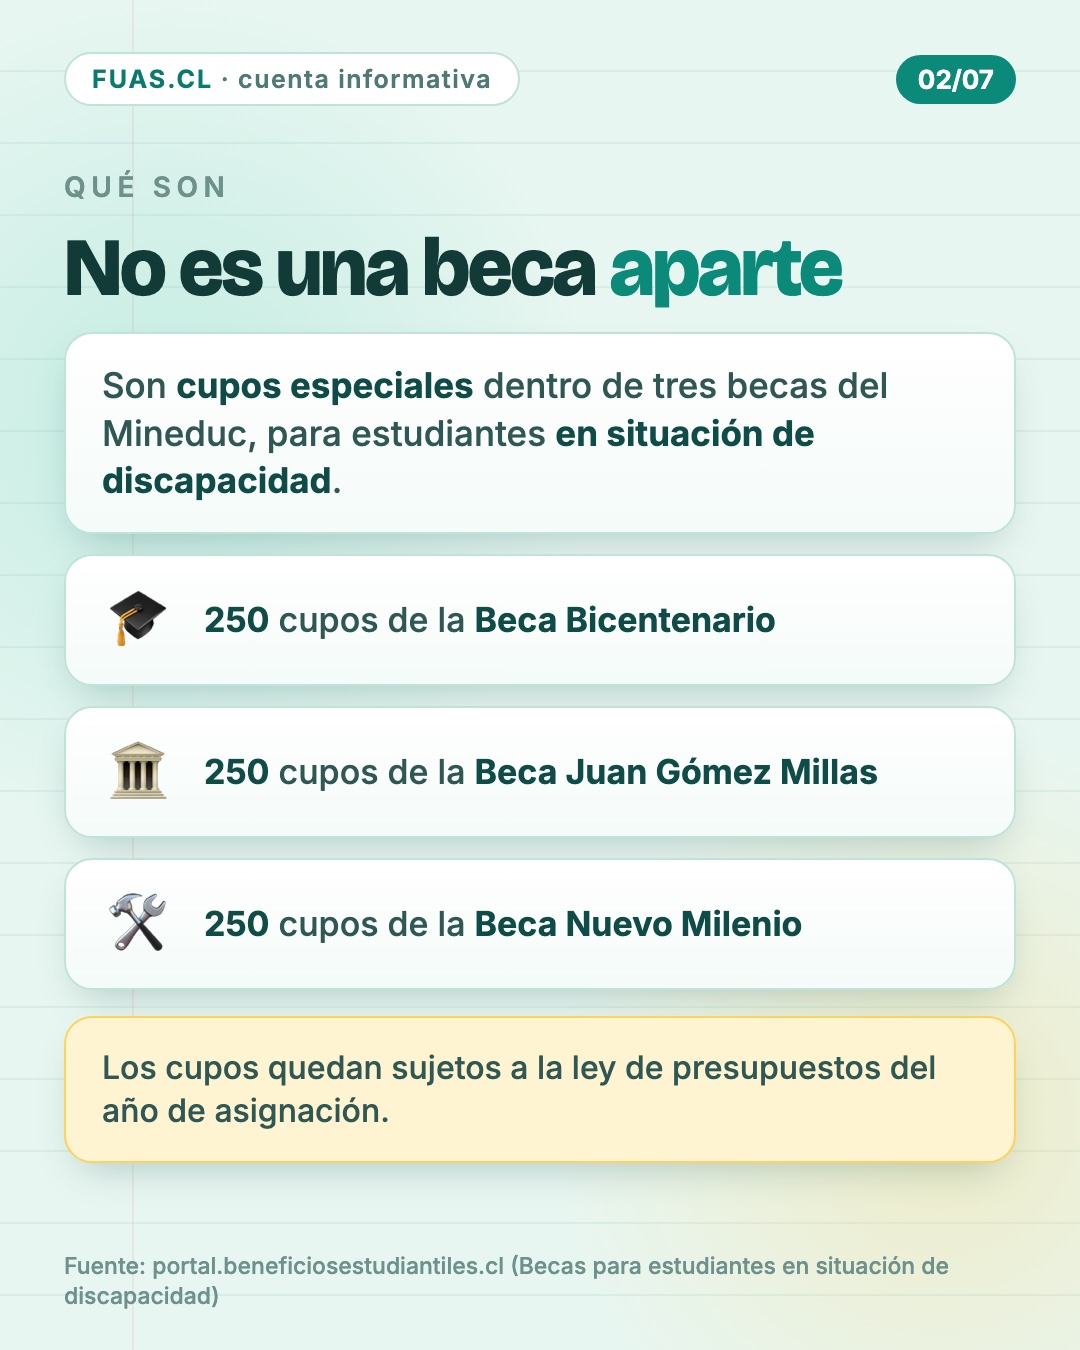 FUAS.CL · cuenta informativa
02/07
QUÉ SON
No es una beca aparte
Son cupos especiales dentro de tres becas del
Mineduc, para estudiantes en situación de
discapacidad.
250 cupos de la Beca Bicentenario
250 cupos de la Beca Juan Gómez Millas
250 cupos de la Beca Nuevo Milenio
Los cupos quedan sujetos a la ley de presupuestos del
año de asignación.
Fuente: portal.beneficiosestudiantiles.cl (Becas para estudiantes en situación de
discapacidad)